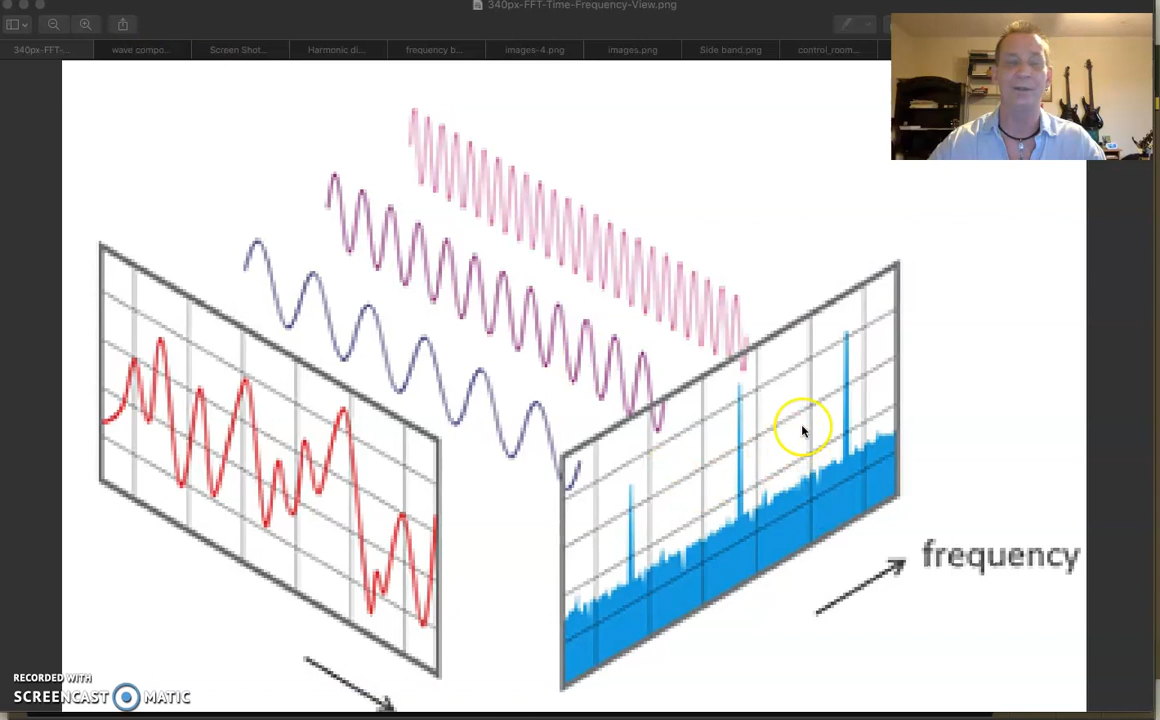 340px-FFT-Time-Frequency-View.png
340px-FFT-...
wave compo...
Screen Shot...
Harmonic di...
frequency b...
images-4.png
images.png
Side band.png
control_room...
frequency
RECORDED WITH
SCREENCAST MATIC